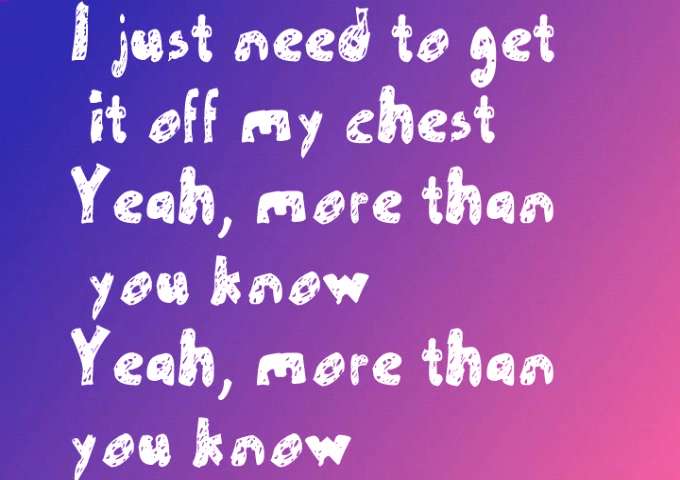 I just need to get
it off my chest
Yeah, more than
you know
Yeah, more than
you know